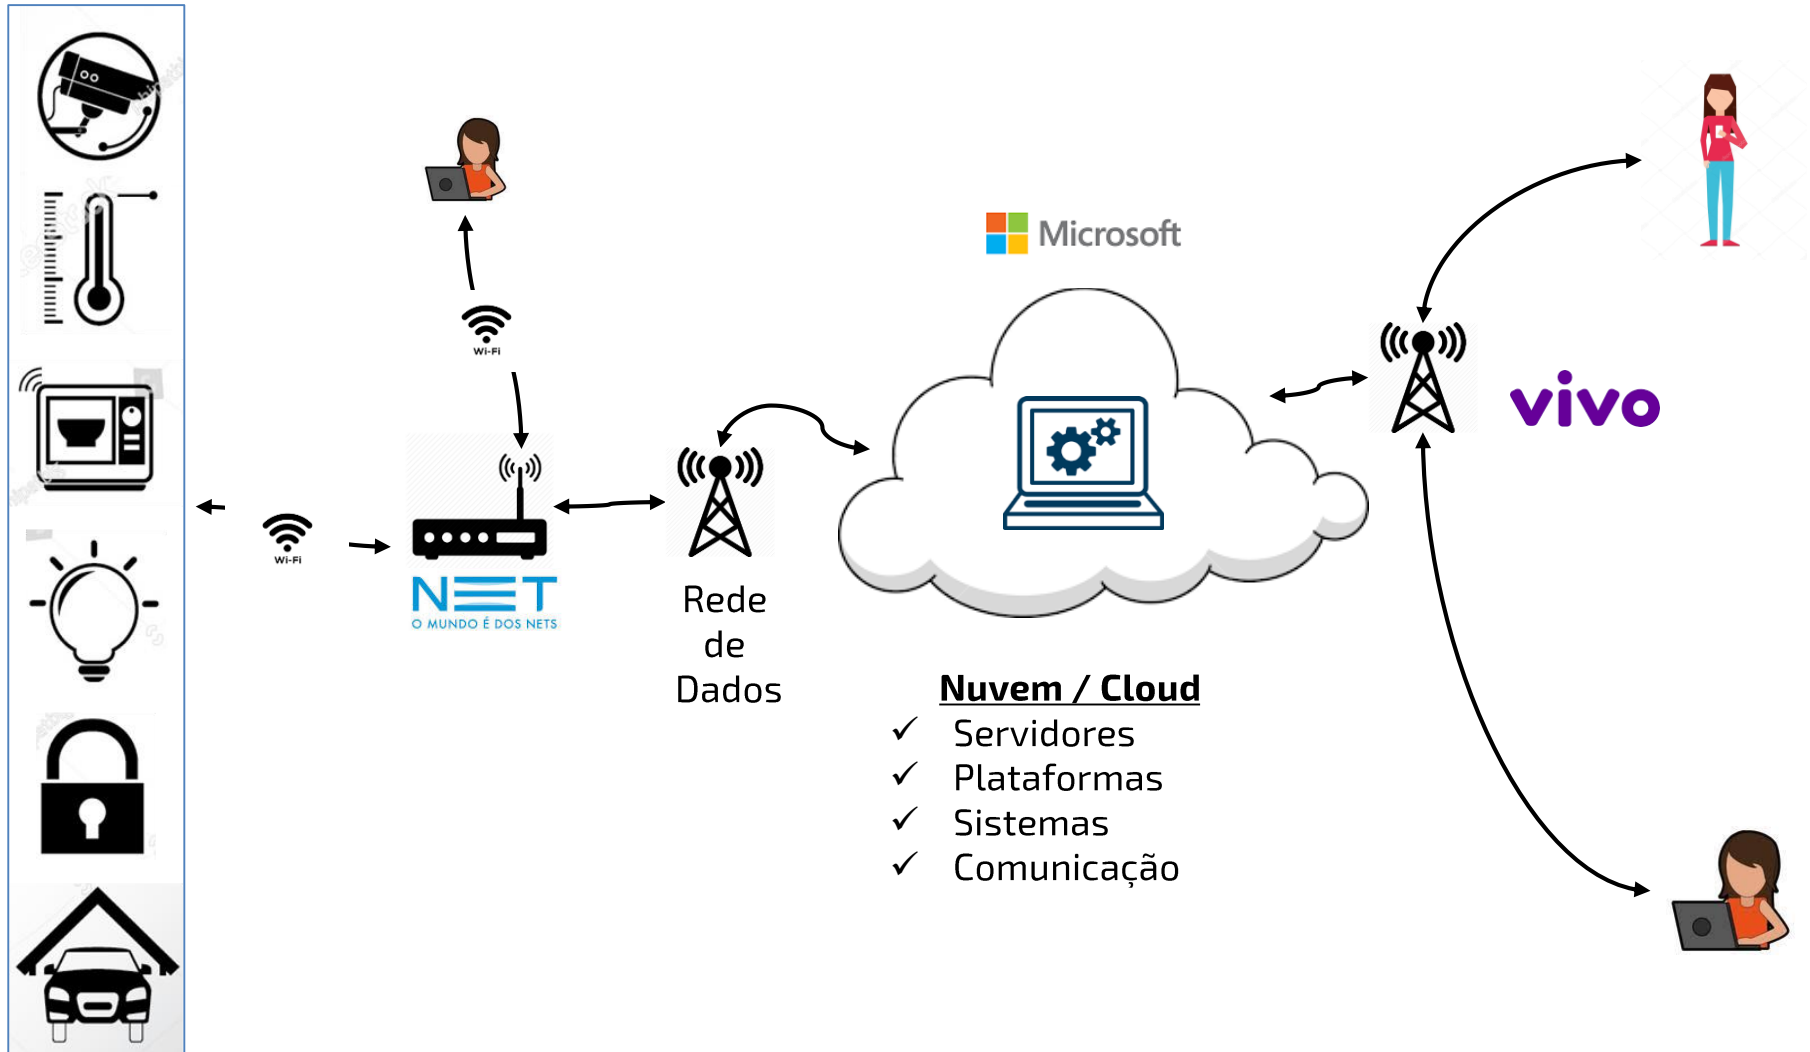 Microsoft
Wi-Fi
vivo
Wi-Fi
NET
O MUNDO É DOS NETS
Rede
de
Dados
Nuvem / Cloud
✓ Servidores
✓ Plataformas
✓ Sistemas
✓ Comunicação